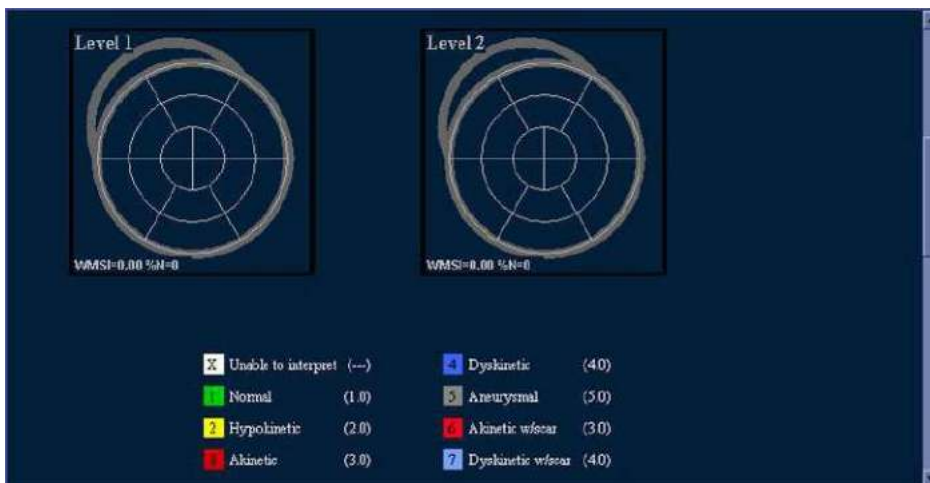 Level 1
Level 2
WMSI=0.00 %N=0
WMSI=0.00 %N=0
X Unable to interpret (---)
4 Dyskinetic (4.0)
1 Normal (1.0)
5 Aneurysmal (5.0)
2 Hypokinetic (2.0)
6 Akinetic w/scar (3.0)
Akinetic (3.0)
7 Dyskinetic w/scar (4.0)